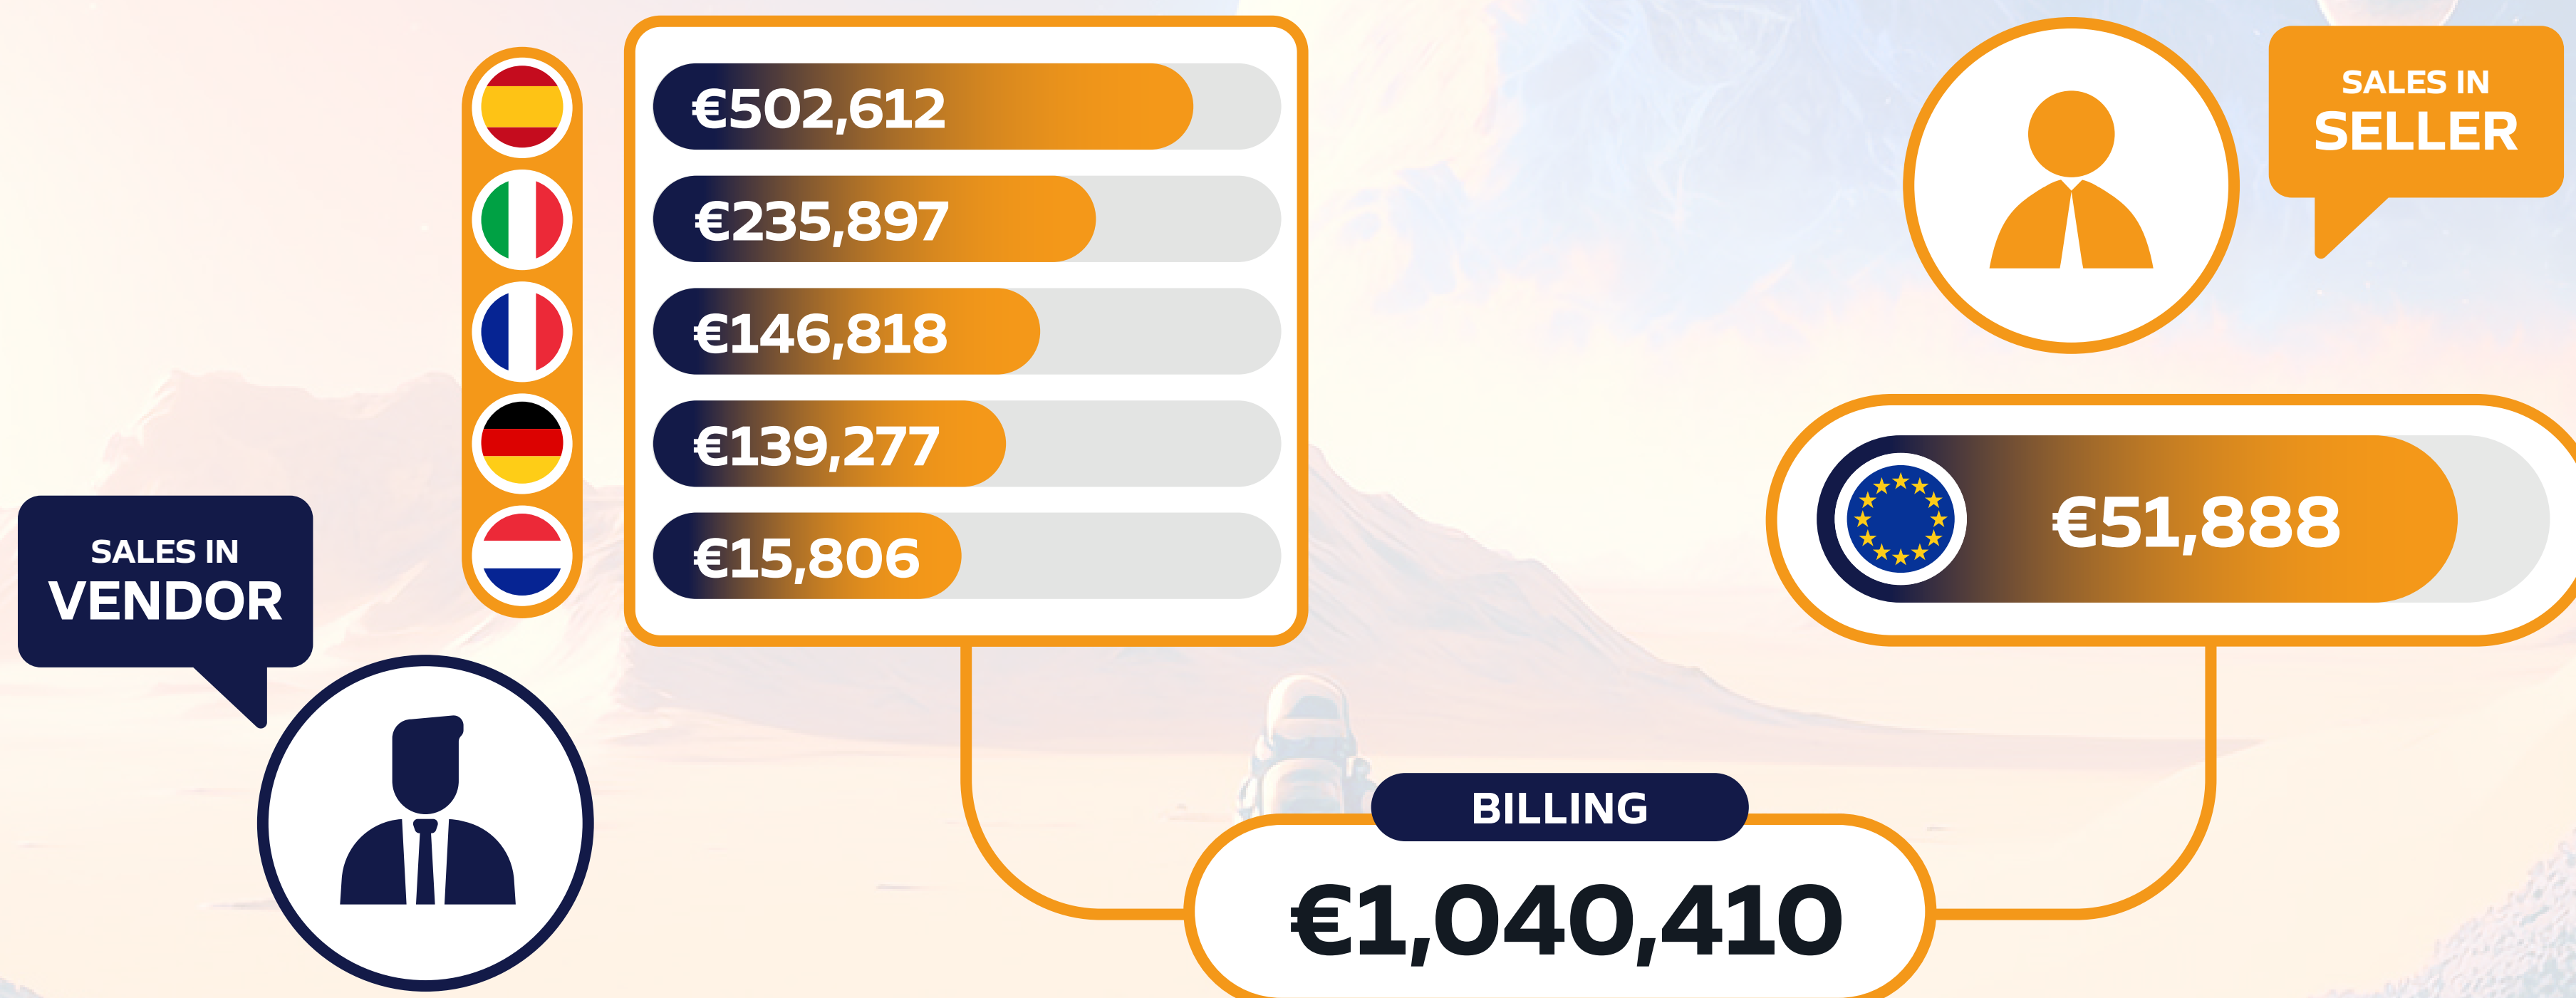 €502,612
€235,897
€146,818
€139,277
€15,806
SALES IN
VENDOR
SALES IN
SELLER
€51,888
BILLING
€1,040,410